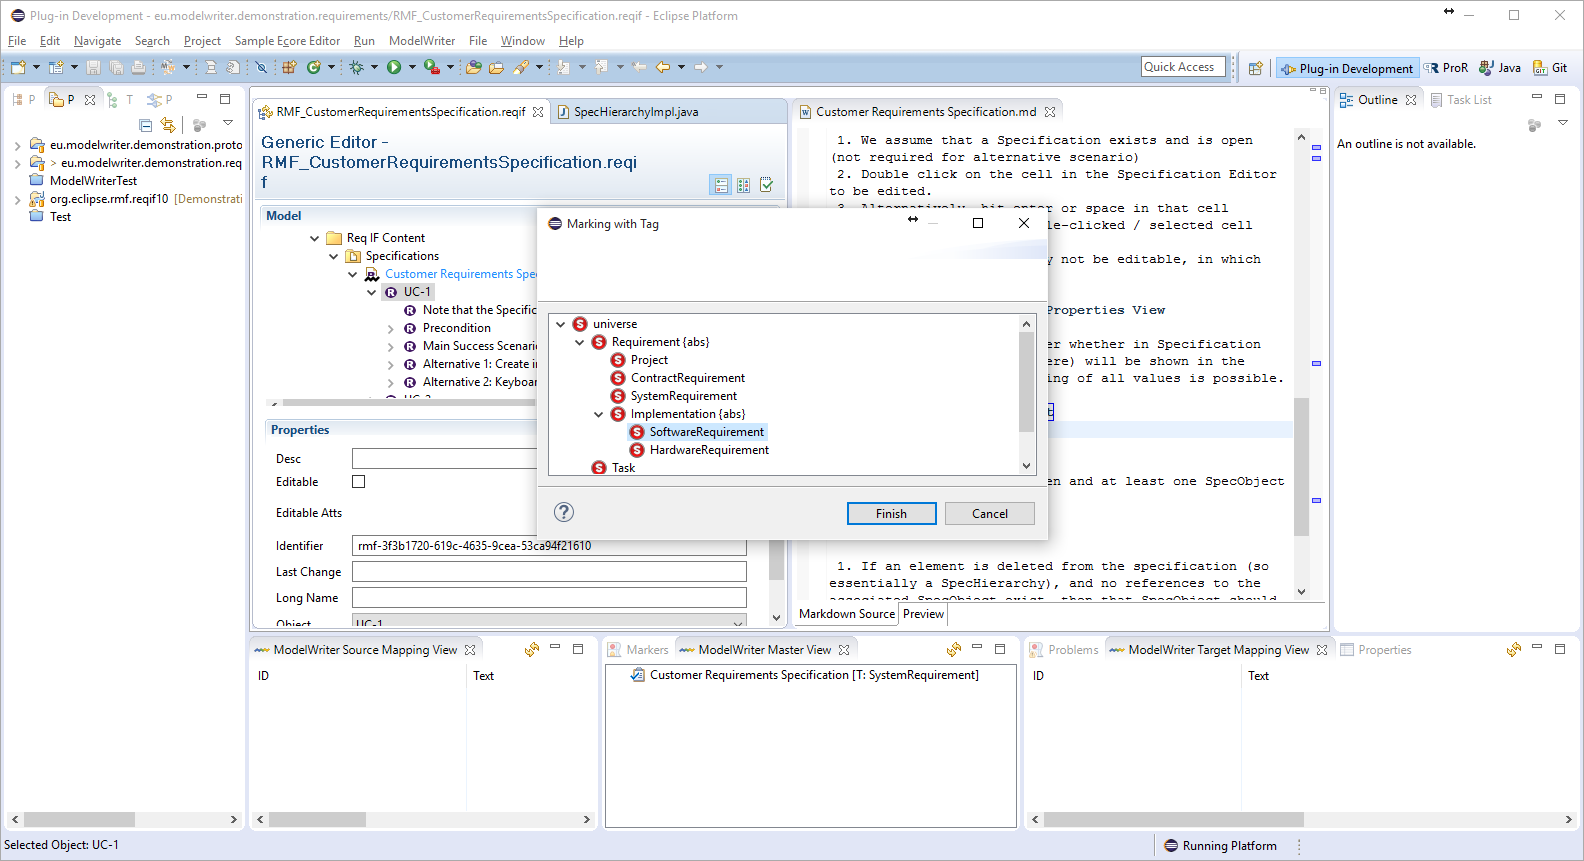 Plug-in Development - eu.modelwriter.demonstration.requirements/RMF_CustomerRequirementsSpecification.reqif - Eclipse Platform
File Edit Navigate Search Project Sample Ecore Editor Run ModelWriter File Window Help
Quick Access
Plug-in Development
ProR
Java
Git
P
P
T
P
eu.modelwriter.demonstration.proto
> eu.modelwriter.demonstration.req
ModelWriterTest
org.eclipse.rmf.reqif10 [Demonstrati
Test
RMF_CustomerRequirementsSpecification.reqif
SpecHierarchyImpl.java
Generic Editor -
RMF_CustomerRequirementsSpecification.reqi
f
Model
Req IF Content
Specifications
Customer Requirements Spe
UC-1
Note that the Specific
Precondition
Main Success Scenari
Alternative 1: Create i
Alternative 2: Keyboa
Properties
Desc
Editable
Editable Atts
Identifier
rmf-3f3b1720-619c-4635-9cea-53ca94f21610
Last Change
Long Name
Object
UC-1
Customer Requirements Specification.md
1. We assume that a Specification exists and is open
(not required for alternative scenario)
2. Double click on the cell in the Specification Editor
to be edited.
3. Alternatively, hit enter or space in that cell
le-clicked / selected cell
y not be editable, in which
Properties View
er whether in Specification
ere) will be shown in the
ing of all values is possible.
t
en and at least one SpecObject
1. If an element is deleted from the specification (so
essentially a SpecHierarchy), and no references to the
associated SpecObject exist, then that SpecObject should
Markdown Source
Preview
Marking with Tag
universe
Requirement {abs}
Project
ContractRequirement
SystemRequirement
Implementation {abs}
SoftwareRequirement
HardwareRequirement
Task
Finish
Cancel
Outline
Task List
An outline is not available.
ModelWriter Source Mapping View
ID
Text
Markers
ModelWriter Master View
Customer Requirements Specification [T: SystemRequirement]
Problems
ModelWriter Target Mapping View
Properties
ID
Text
Selected Object: UC-1
Running Platform